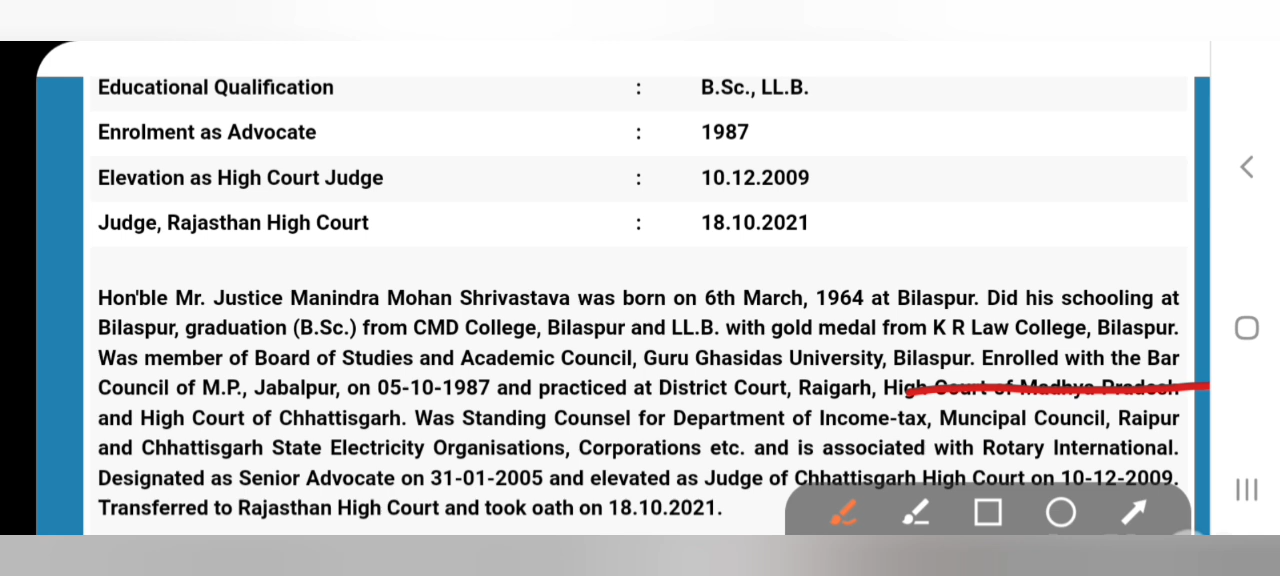 Educational Qualification : B.Sc., LL.B.
Enrolment as Advocate : 1987
Elevation as High Court Judge : 10.12.2009
Judge, Rajasthan High Court : 18.10.2021
Hon'ble Mr. Justice Manindra Mohan Shrivastava was born on 6th March, 1964 at Bilaspur. Did his schooling at
Bilaspur, graduation (B.Sc.) from CMD College, Bilaspur and LL.B. with gold medal from K R Law College, Bilaspur.
Was member of Board of Studies and Academic Council, Guru Ghasidas University, Bilaspur. Enrolled with the Bar
Council of M.P., Jabalpur, on 05-10-1987 and practiced at District Court, Raigarh, High Court of Madhya Pradesh
and High Court of Chhattisgarh. Was Standing Counsel for Department of Income-tax, Muncipal Council, Raipur
and Chhattisgarh State Electricity Organisations, Corporations etc. and is associated with Rotary International.
Designated as Senior Advocate on 31-01-2005 and elevated as Judge of Chhattisgarh High Court on 10-12-2009.
Transferred to Rajasthan High Court and took oath on 18.10.2021.